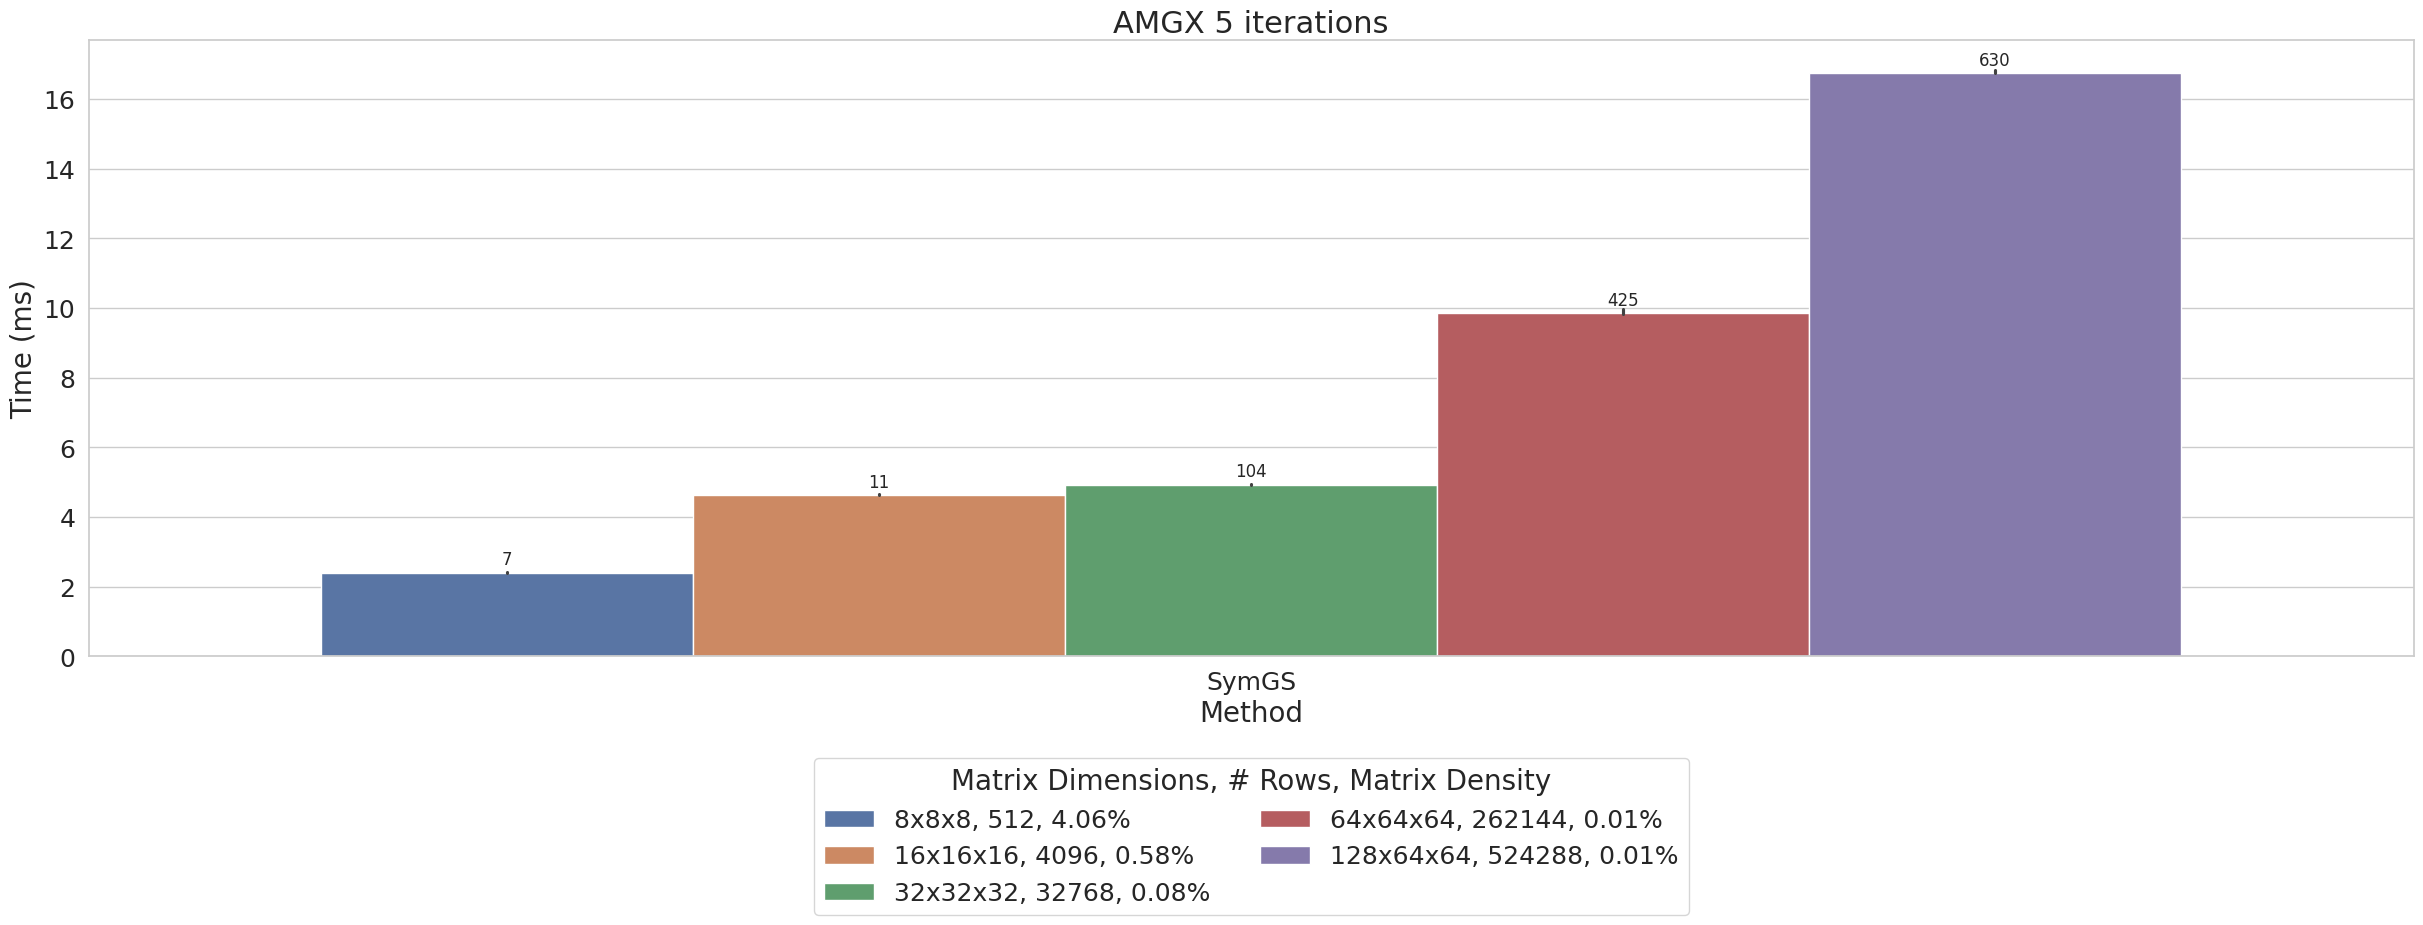 AMGX 5 iterations
Time (ms)
16
14
12
10
8
6
4
2
0
7
11
104
425
630
SymGS
Method
Matrix Dimensions, # Rows, Matrix Density
8x8x8, 512, 4.06%
16x16x16, 4096, 0.58%
32x32x32, 32768, 0.08%
64x64x64, 262144, 0.01%
128x64x64, 524288, 0.01%